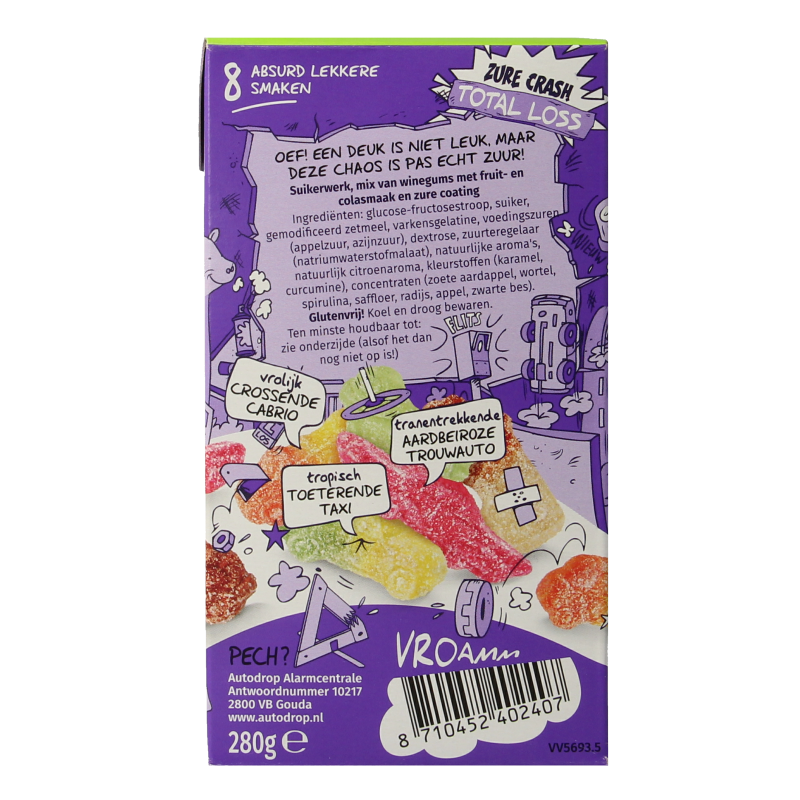 8 ABSURD LEKKERE
SMAKEN
ZURE CRASH
TOTAL LOSS
OEF! EEN DEUK IS NIET LEUK, MAAR
DEZE CHAOS IS PAS ECHT ZUUR!
Suikerwerk, mix van winegums met fruit- en
colasmaak en zure coating
Ingrediënten: glucose-fructosestroop, suiker,
gemodificeerd zetmeel, varkensgelatine, voedingszuren
(appelzuur, azijnzuur), dextrose, zuurteregelaar
(natriumwaterstofmalaat), natuurlijke aroma's,
natuurlijk citroenaroma, kleurstoffen (karamel,
curcumine), concentraten (zoete aardappel, wortel,
spirulina, saffloer, radijs, appel, zwarte bes).
Glutenvrij! Koel en droog bewaren.
Ten minste houdbaar tot:
zie onderzijde (alsof het dan
nog niet op is!)
FLITS
vrolijk
CROSSENDE
CABRIO
tranentrekkende
AARDBEIROZE
TROUWAUTO
tropisch
TOETERENDE
TAXI
PECH?
VROAMM
Autodrop Alarmcentrale
Antwoordnummer 10217
2800 VB Gouda
www.autodrop.nl
280g e
8 710452 402407
VV5693.5